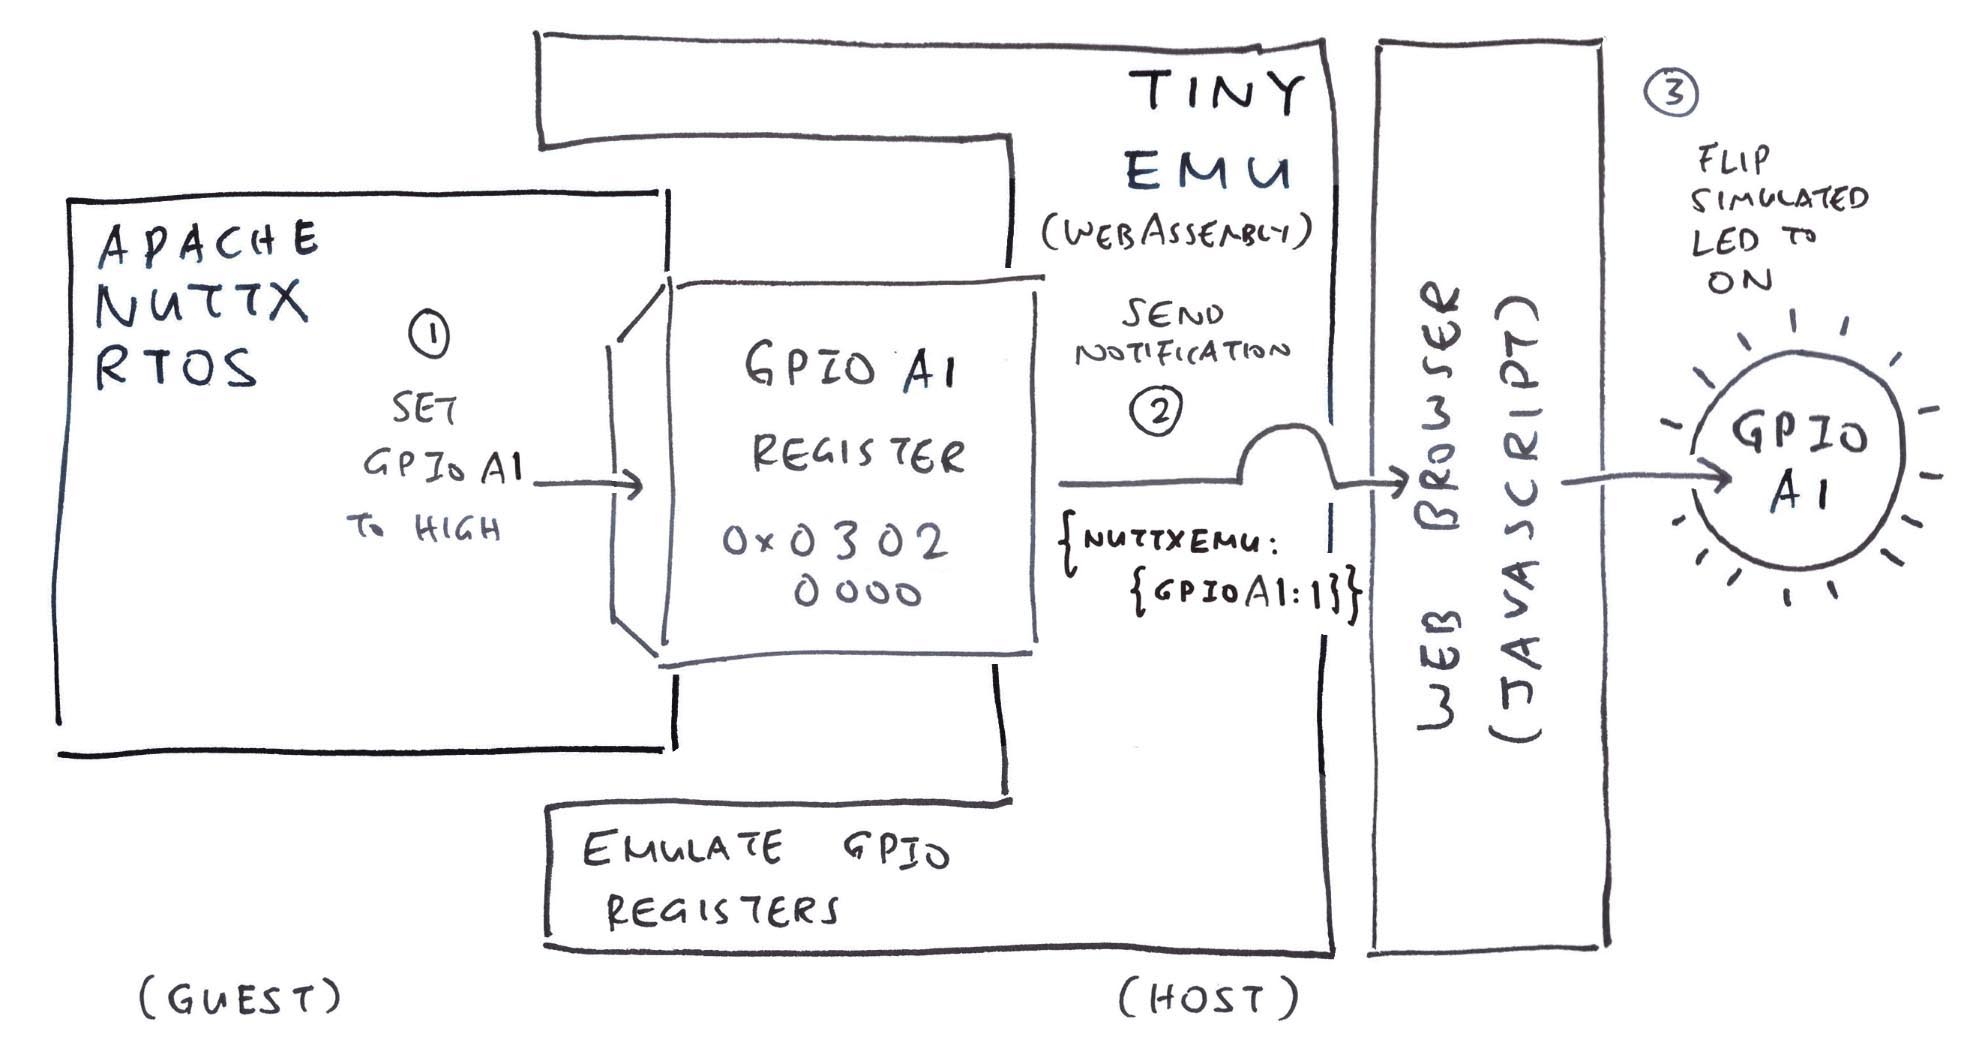 TINY
EMU
(WEBASSEMBLY)
APACHE
NUTTX
RTOS
1
SET
GPIO A1
TO HIGH
GPIO A1
REGISTER
0x0302
0000
SEND
NOTIFICATION
2
{NUTTXEMU:
{GPIOA1:1}}
WEB BROWSER
(JAVASCRIPT)
3
FLIP
SIMULATED
LED TO
ON
GPIO
A1
EMULATE GPIO
REGISTERS
(GUEST)
(HOST)